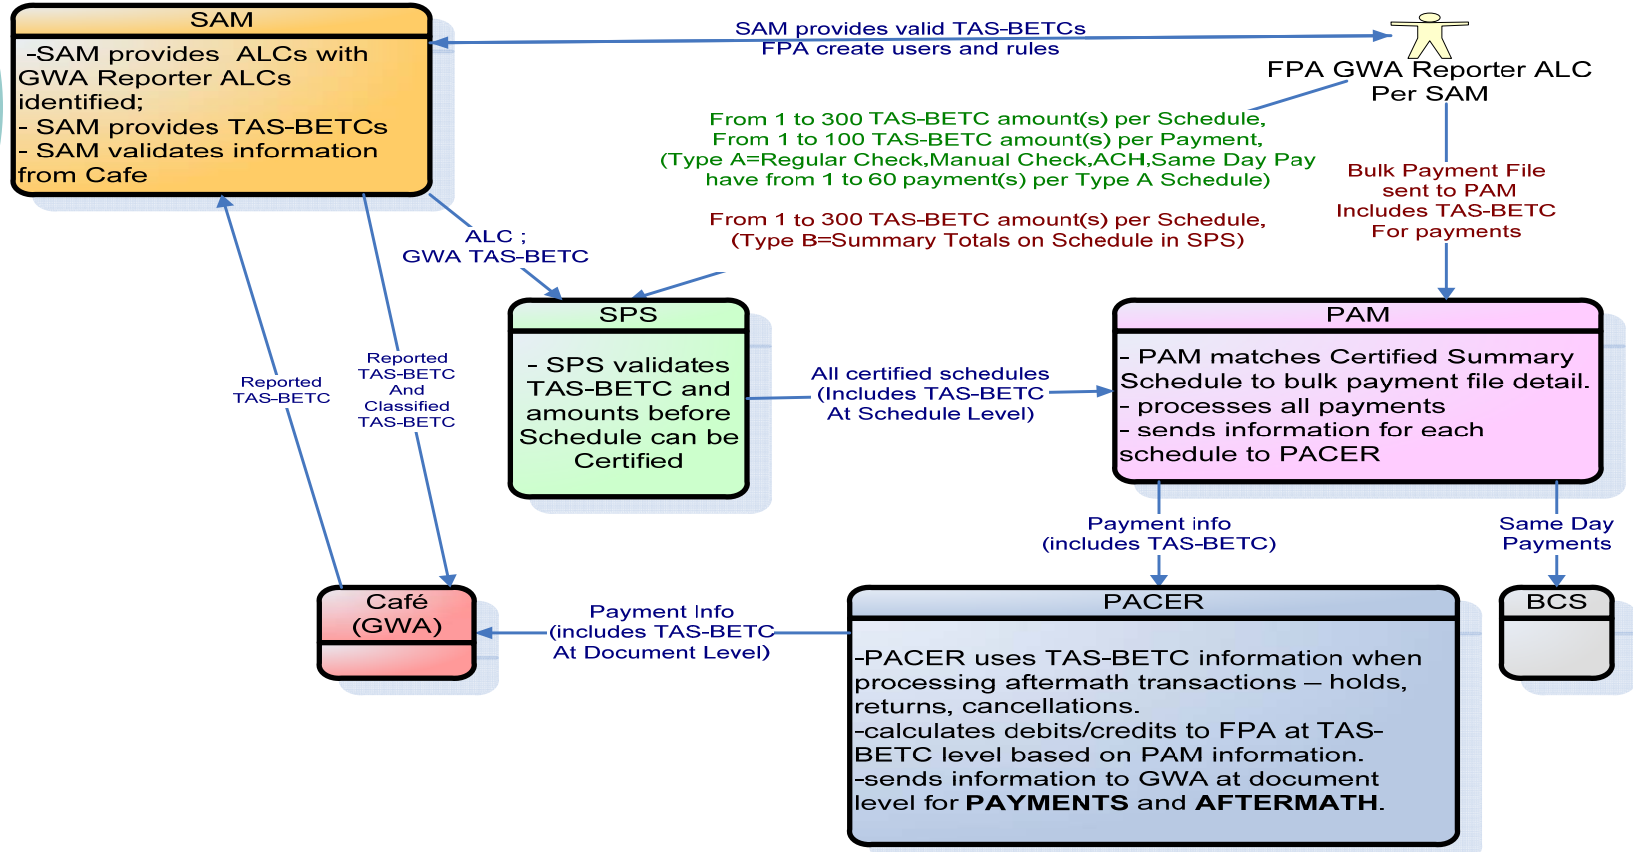 SAM
-SAM provides ALCs with
GWA Reporter ALCs
identified;
- SAM provides TAS-BETCs
- SAM validates information
from Cafe
SAM provides valid TAS-BETCs
FPA create users and rules
FPA GWA Reporter ALC
Per SAM
From 1 to 300 TAS-BETC amount(s) per Schedule,
From 1 to 100 TAS-BETC amount(s) per Payment,
(Type A=Regular Check,Manual Check,ACH,Same Day Pay
have from 1 to 60 payment(s) per Type A Schedule)
From 1 to 300 TAS-BETC amount(s) per Schedule,
(Type B=Summary Totals on Schedule in SPS)
Bulk Payment File
sent to PAM
Includes TAS-BETC
For payments
ALC ;
GWA TAS-BETC
SPS
- SPS validates
TAS-BETC and
amounts before
Schedule can be
Certified
All certified schedules
(Includes TAS-BETC
At Schedule Level)
PAM
- PAM matches Certified Summary
Schedule to bulk payment file detail.
- processes all payments
- sends information for each
schedule to PACER
Reported
TAS-BETC
Reported
TAS-BETC
And
Classified
TAS-BETC
Payment info
(includes TAS-BETC)
Same Day
Payments
Café
(GWA)
Payment Info
(includes TAS-BETC
At Document Level)
PACER
-PACER uses TAS-BETC information when
processing aftermath transactions – holds,
returns, cancellations.
-calculates debits/credits to FPA at TAS-
BETC level based on PAM information.
-sends information to GWA at document
level for PAYMENTS and AFTERMATH.
BCS